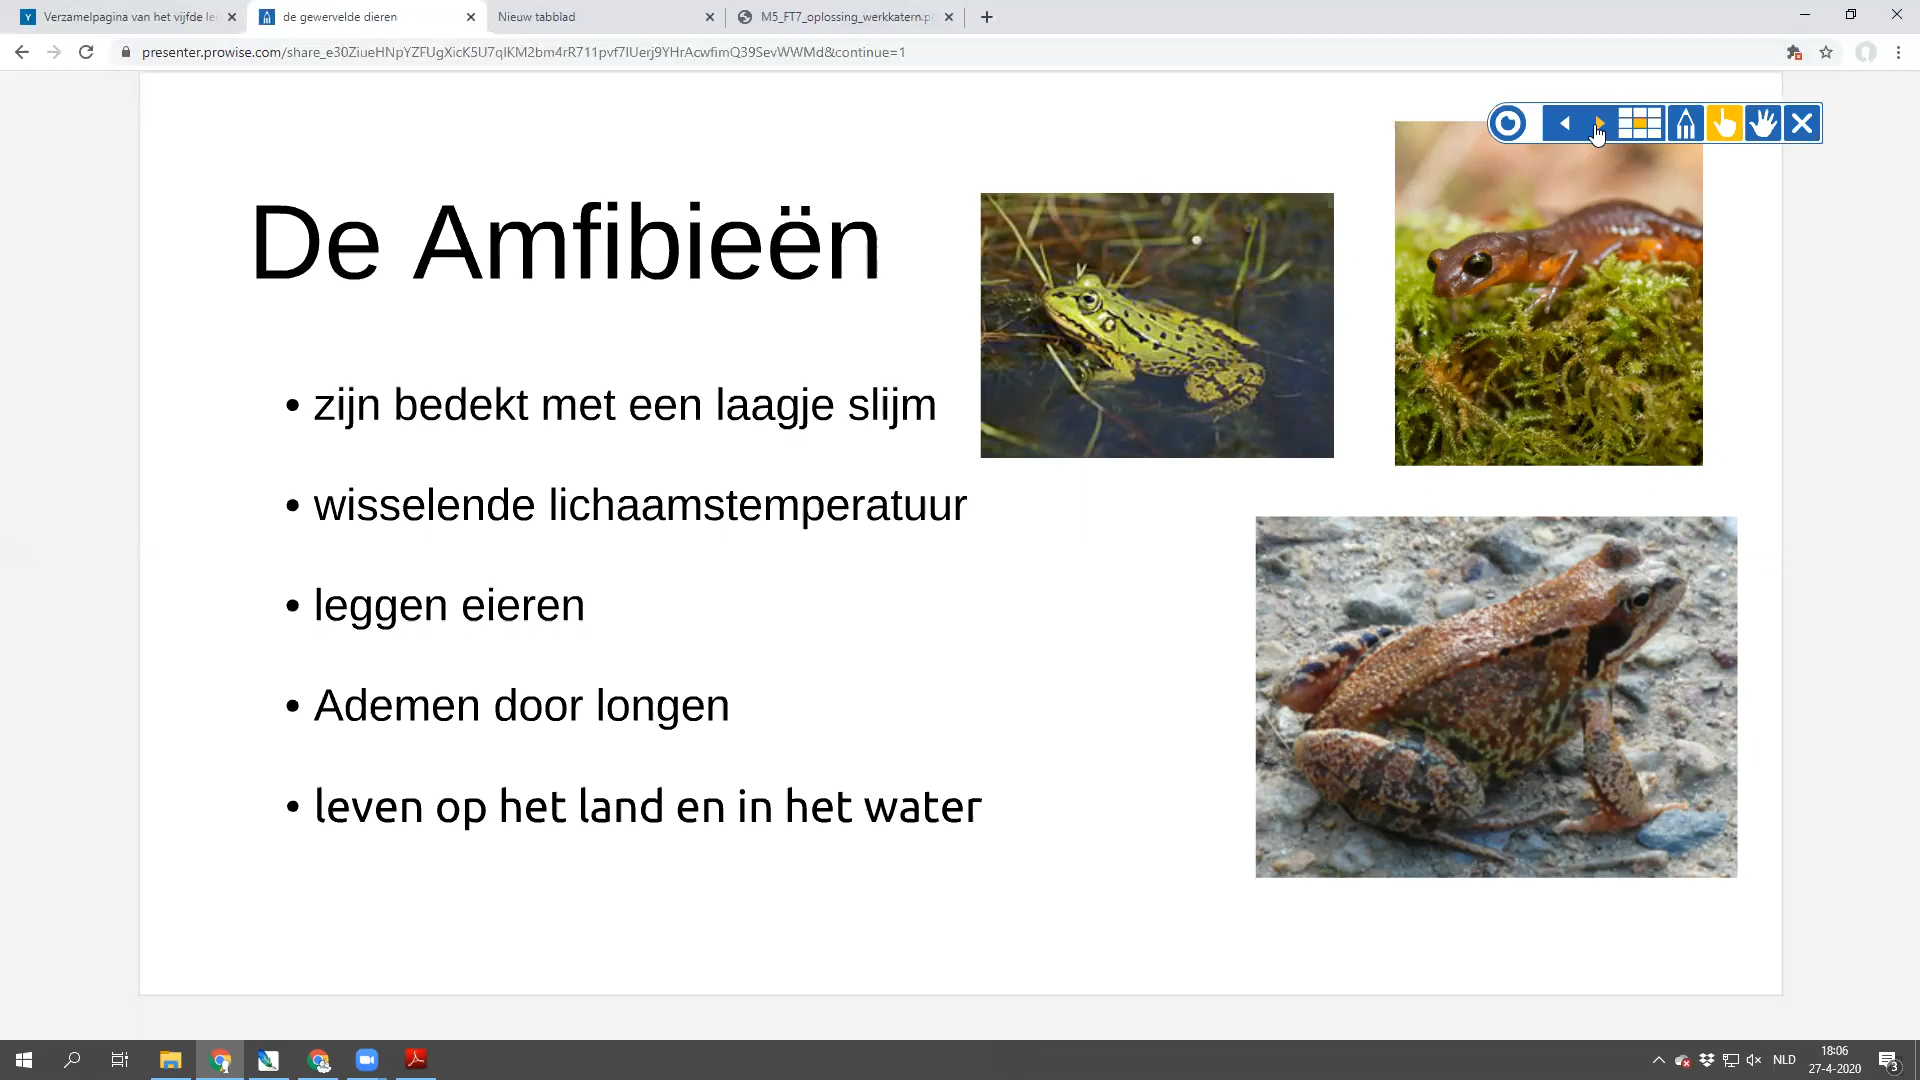 Verzamelpagina van het vijfde le
de gewervelde dieren
Nieuw tabblad
M5_FT7_oplossing_werkkatern.p
presenter.prowise.com/share_e30ZiueHNpYZFUgXicK5U7qIKM2bm4rR711pvf7IUerj9YHrAcwfimQ39SevWWMd&continue=1
De Amfibieën
• zijn bedekt met een laagje slijm
• wisselende lichaamstemperatuur
• leggen eieren
• Ademen door longen
• leven op het land en in het water
NLD
18:06
27-4-2020
3